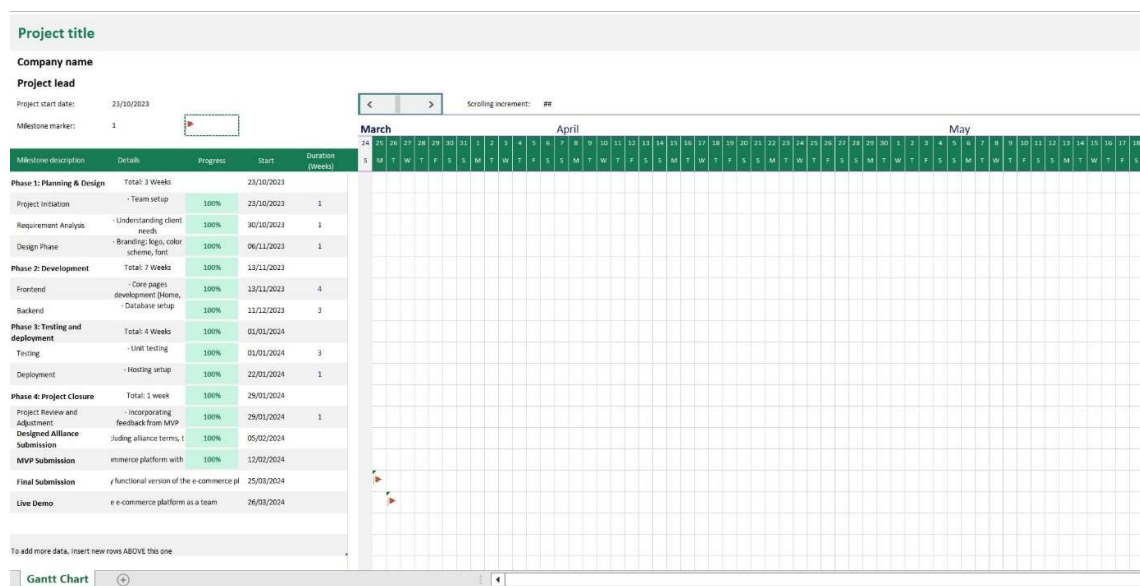 Project title
Company name
Project lead
Project start date: 23/10/2023 < > Scrolling increment: ##
Milestone marker: 1
March April May
24 25 26 27 28 29 30 31 1 2 3 4 5 6 7 8 9 10 11 12 13 14 15 16 17 18 19 20 21 22 23 24 25 26 27 28 29 30 1 2 3 4 5 6 7 8 9 10 11 12 13 14 15 16 17 18
Milestone description Details Progress Start Duration (Weeks) S M T W T F S S M T W T F S S M T W T F S S M T W T F S S M T W T F S S M T W T F S S M T W T F S S M T W T F S
Phase 1: Planning & Design Total: 3 Weeks 23/10/2023
Project Initiation - Team setup 100% 23/10/2023 1
Requirement Analysis - Understanding client needs 100% 30/10/2023 1
Design Phase - Branding: logo, color scheme, font 100% 06/11/2023 1
Phase 2: Development Total: 7 Weeks 100% 13/11/2023
Frontend - Core pages development (Home, 100% 13/11/2023 4
Backend - Database setup 100% 11/12/2023 3
Phase 3: Testing and deployment Total: 4 Weeks 100% 01/01/2024
Testing - Unit testing 100% 01/01/2024 3
Deployment - Hosting setup 100% 22/01/2024 1
Phase 4: Project Closure Total: 1 week 100% 29/01/2024
Project Review and Adjustment - Incorporating feedback from MVP 100% 29/01/2024 1
Designed Alliance Submission :luding alliance terms, t 100% 05/02/2024
MVP Submission mmerce platform with 100% 12/02/2024
Final Submission y functional version of the e-commerce pl 25/03/2024
Live Demo e e-commerce platform as a team 26/03/2024
To add more data, Insert new rows ABOVE this one
Gantt Chart